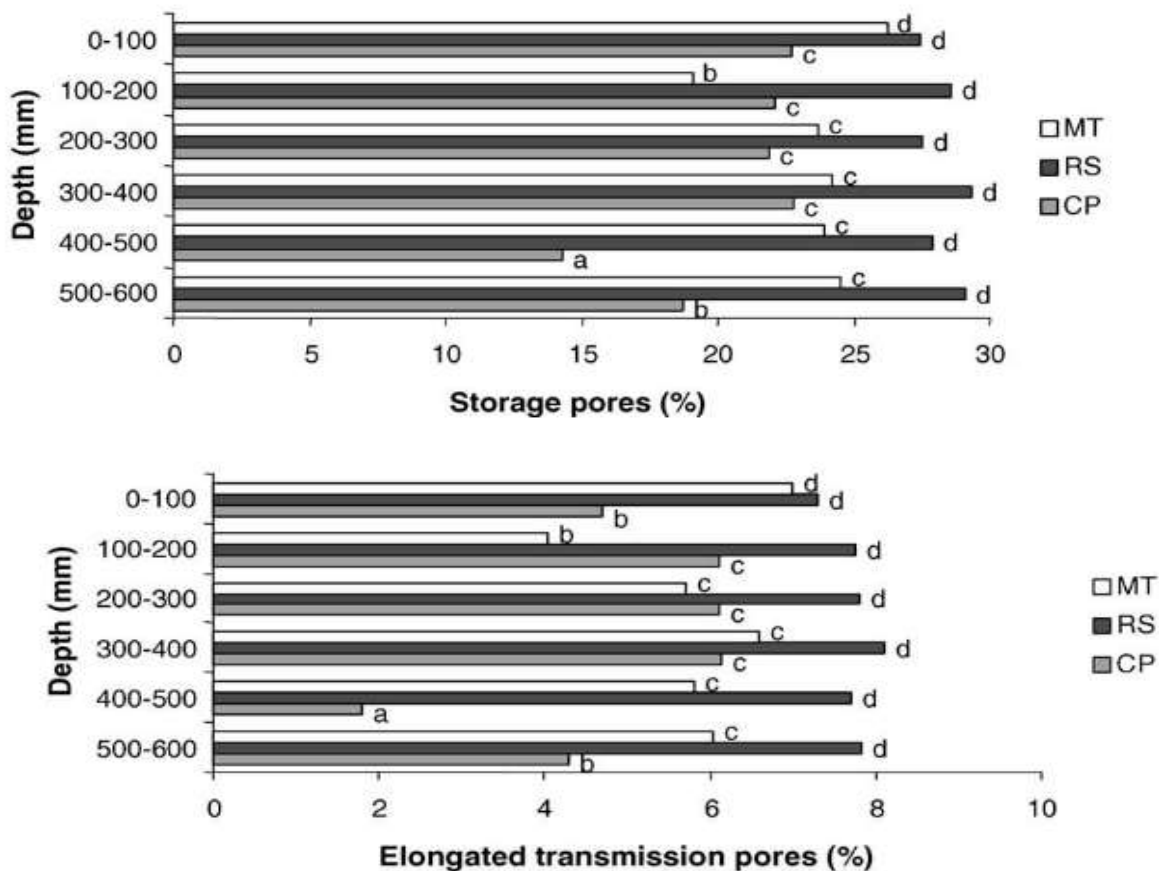 Depth (mm)
0-100
100-200
200-300
300-400
400-500
500-600
d
d
c
b
d
c
c
d
c
c
d
c
c
d
a
c
d
b
MT
RS
CP
0 5 10 15 20 25 30
Storage pores (%)
Depth (mm)
0-100
100-200
200-300
300-400
400-500
500-600
d
d
b
b
d
c
c
d
c
c
d
c
c
d
a
c
d
b
MT
RS
CP
0 2 4 6 8 10
Elongated transmission pores (%)